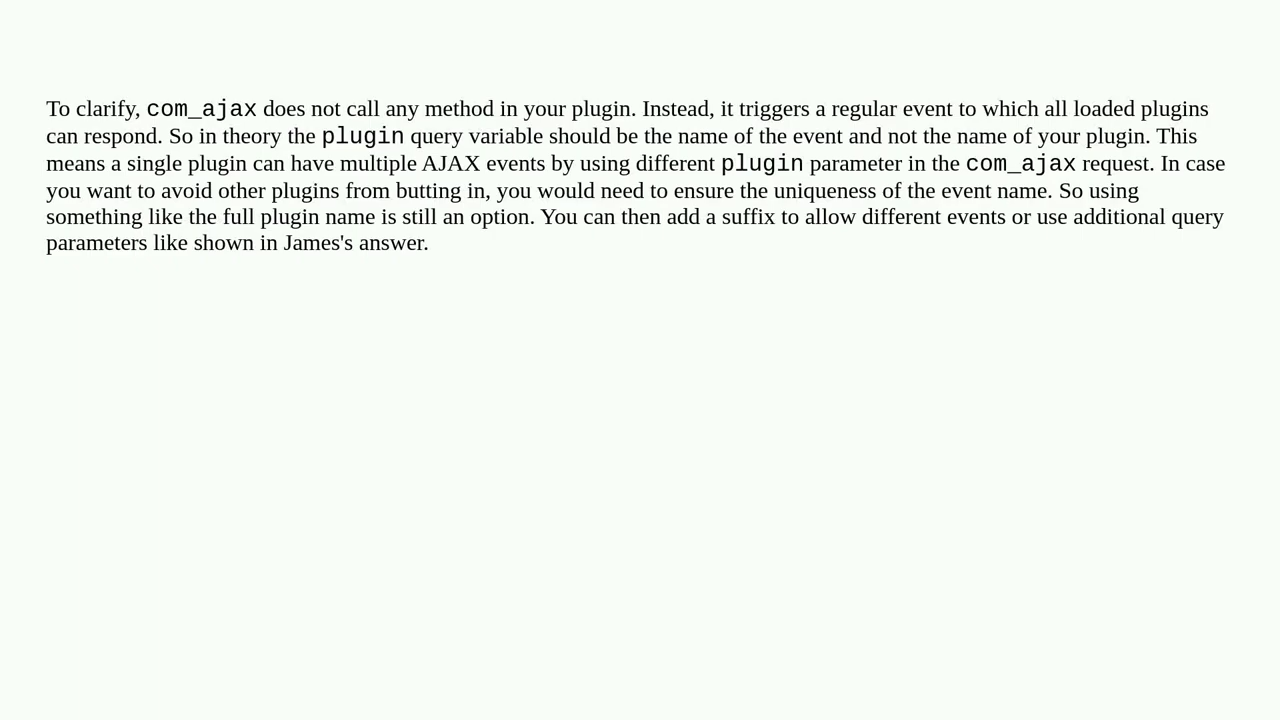 To clarify, com_ajax does not call any method in your plugin. Instead, it triggers a regular event to which all loaded plugins
can respond. So in theory the plugin query variable should be the name of the event and not the name of your plugin. This
means a single plugin can have multiple AJAX events by using different plugin parameter in the com_ajax request. In case
you want to avoid other plugins from butting in, you would need to ensure the uniqueness of the event name. So using
something like the full plugin name is still an option. You can then add a suffix to allow different events or use additional query
parameters like shown in James's answer.